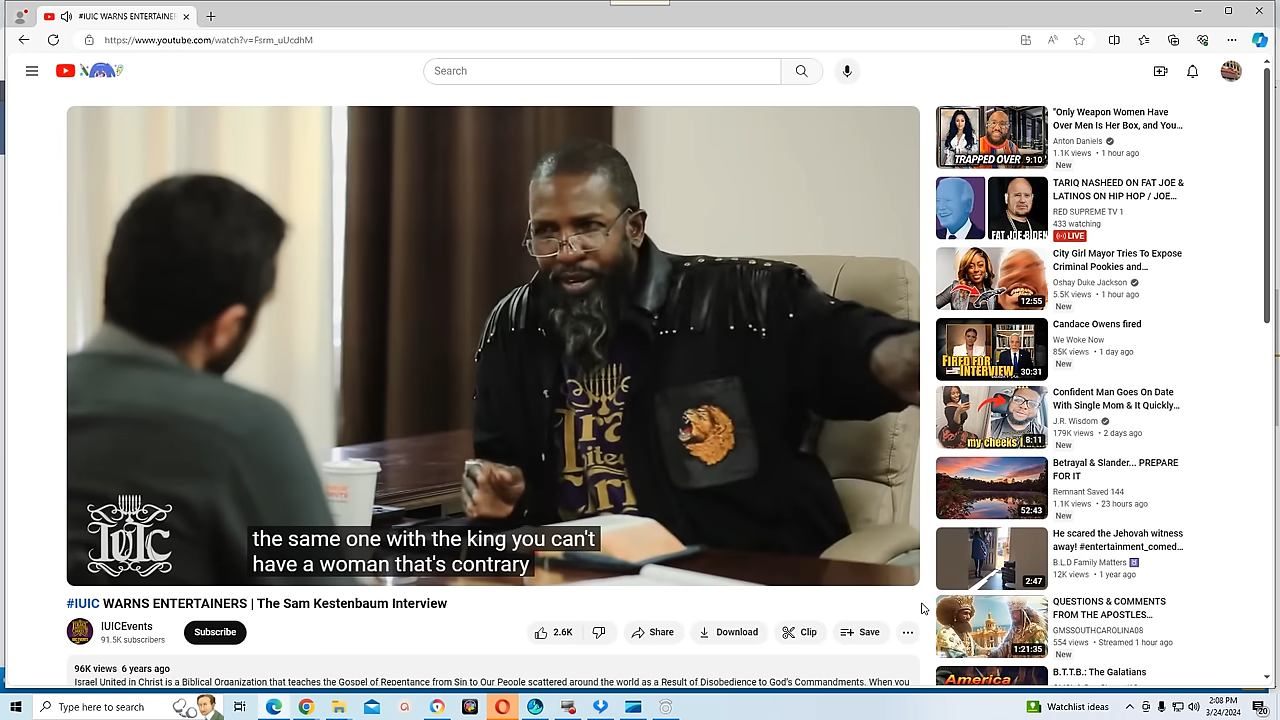 #IUIC WARNS ENTERTAINER
https://www.youtube.com/watch?v=Fsrm_uUcdhM
Search
IUIC
the same one with the king you can't
have a woman that's contrary
#IUIC WARNS ENTERTAINERS | The Sam Kestenbaum Interview
IUICEvents
91.5K subscribers
Subscribe
2.6K
Share
Download
Clip
Save
96K views 6 years ago
Israel United in Christ is a Biblical Organization that teaches the Gospel of Repentance from Sin to Our People scattered around the world as a Result of Disobedience to God's Commandments. When you
"Only Weapon Women Have
Over Men Is Her Box, and You...
Anton Daniels
1.1K views • 1 hour ago
New
TRAPPED OVER
9:10
TARIQ NASHEED ON FAT JOE &
LATINOS ON HIP HOP / JOE...
RED SUPREME TV 1
433 watching
LIVE
FAT JOE-BIDEN
City Girl Mayor Tries To Expose
Criminal Pookies and...
Oshay Duke Jackson
5.5K views • 1 hour ago
New
12:55
Candace Owens fired
We Woke Now
85K views • 1 day ago
New
FIRED FOR
INTERVIEW
30:31
Confident Man Goes On Date
With Single Mom & It Quickly...
J.R. Wisdom
179K views • 2 days ago
New
my cheeks
8:11
Betrayal & Slander... PREPARE
FOR IT
Remnant Saved 144
1.1K views • 23 hours ago
New
52:43
He scared the Jehovah witness
away! #entertainment_comed...
B.L.D Family Matters
12K views • 1 year ago
2:47
QUESTIONS & COMMENTS
FROM THE APOSTLES...
GMSSOUTHCAROLINA08
554 views • Streamed 1 hour ago
New
1:21:35
B.T.T.B.: The Galatians
America
Type here to search
Watchlist ideas
2:08 PM
3/24/2024
20